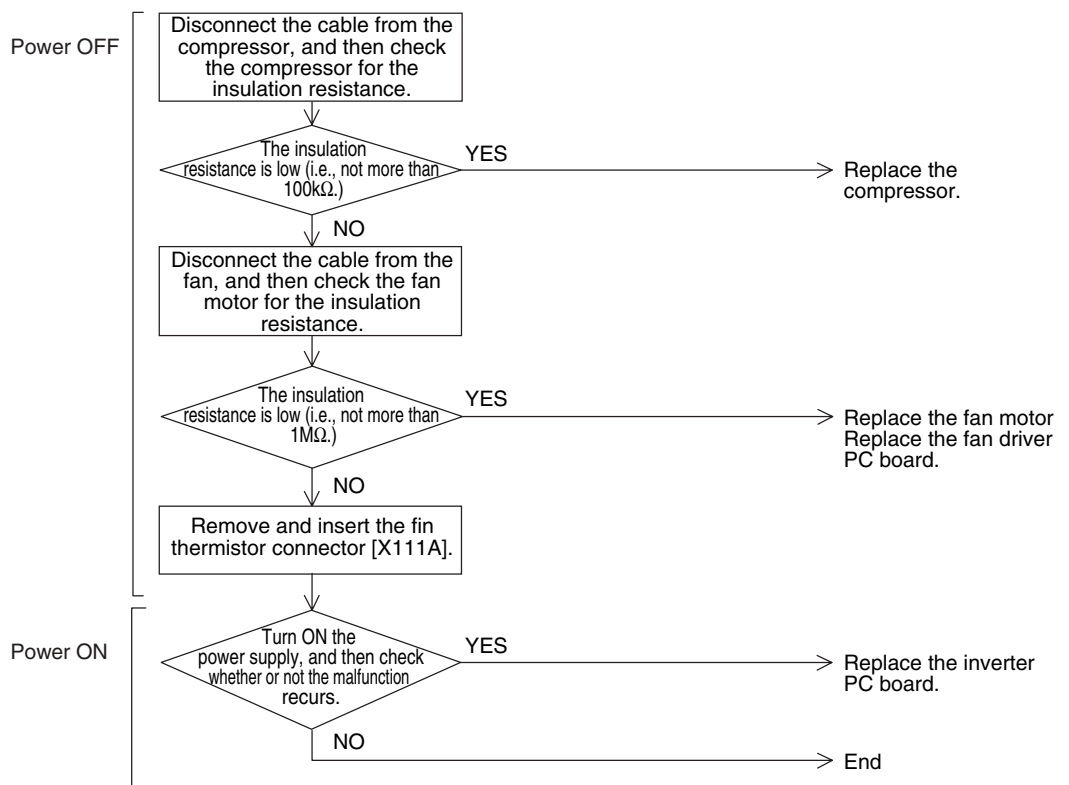 Power OFF
Disconnect the cable from the
compressor, and then check
the compressor for the
insulation resistance.
The insulation
resistance is low (i.e., not more than
100kΩ.)
YES
Replace the
compressor.
NO
Disconnect the cable from the
fan, and then check the fan
motor for the insulation
resistance.
The insulation
resistance is low (i.e., not more than
1MΩ.)
YES
Replace the fan motor
Replace the fan driver
PC board.
NO
Remove and insert the fin
thermistor connector [X111A].
Power ON
Turn ON the
power supply, and then check
whether or not the malfunction
recurs.
YES
Replace the inverter
PC board.
NO
End